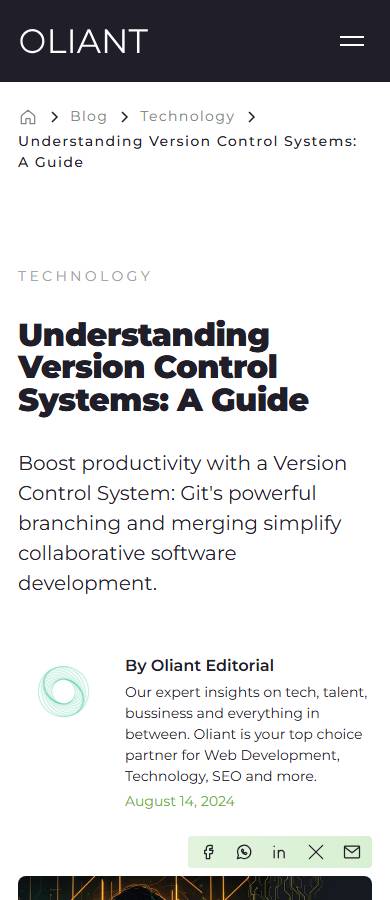 OLIANT
Blog
Technology
Understanding Version Control Systems:
A Guide
TECHNOLOGY
Understanding
Version Control
Systems: A Guide
Boost productivity with a Version
Control System: Git's powerful
branching and merging simplify
collaborative software
development.
By Oliant Editorial
Our expert insights on tech, talent,
bussiness and everything in
between. Oliant is your top choice
partner for Web Development,
Technology, SEO and more.
August 14, 2024